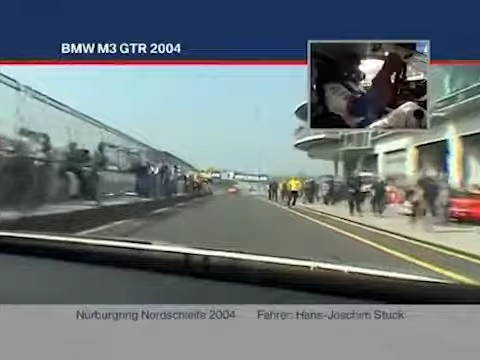 BMW M3 GTR 2004
Nürburgring Nordschleife 2004 Fahrer: Hans-Joachim Stuck